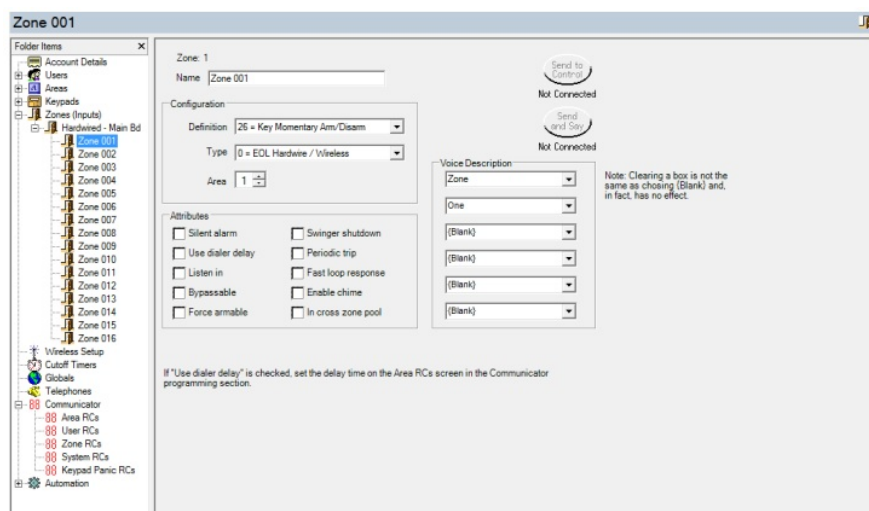 Zone 001
Folder Items
X
Account Details
Users
Areas
Keypads
Zones (Inputs)
Hardwired - Main Bd
Zone 001
Zone 002
Zone 003
Zone 004
Zone 005
Zone 006
Zone 007
Zone 008
Zone 009
Zone 010
Zone 011
Zone 012
Zone 013
Zone 014
Zone 015
Zone 016
Wireless Setup
Cutoff Timers
Globals
Telephones
88 Communicator
88 Area RCs
88 User RCs
88 Zone RCs
88 System RCs
88 Keypad Panic RCs
Automation
Zone: 1
Name Zone 001
Configuration
Definition 26 = Key Momentary Arm/Disarm
Type 0 = EOL Hardwire / Wireless
Area 1
Attributes
Silent alarm
Use dialer delay
Listen in
Bypassable
Force armable
Swinger shutdown
Periodic trip
Fast loop response
Enable chime
In cross zone pool
If "Use dialer delay" is checked, set the delay time on the Area RCs screen in the Communicator
programming section.
Send to
Control
Not Connected
Send
and Say
Not Connected
Voice Description
Zone
One
{Blank}
{Blank}
{Blank}
{Blank}
Note: Clearing a box is not the
same as chosing {Blank} and,
in fact, has no effect.